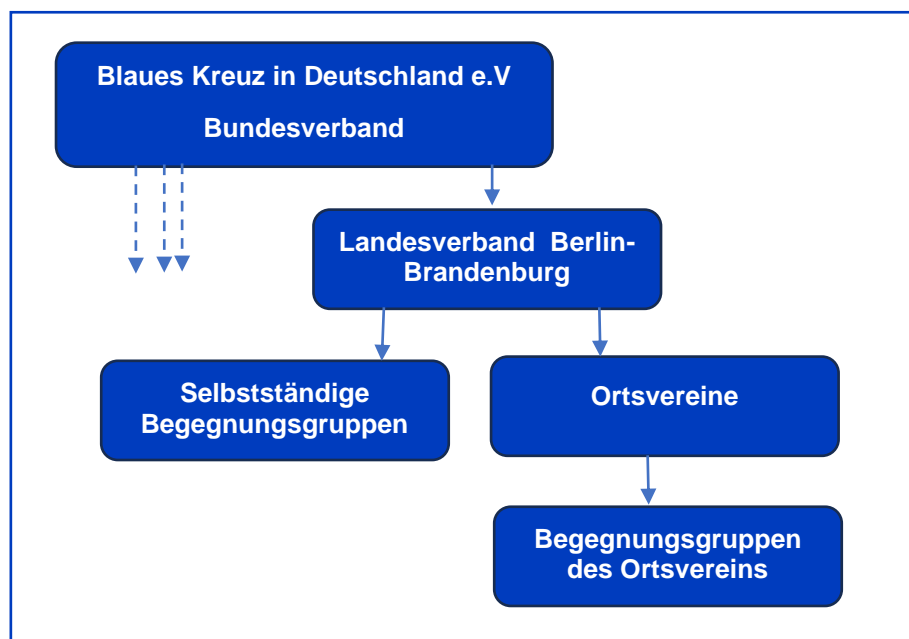 Blaues Kreuz in Deutschland e.V
Bundesverband
Landesverband Berlin-
Brandenburg
Selbstständige
Begegnungsgruppen
Ortsvereine
Begegnungsgruppen
des Ortsvereins